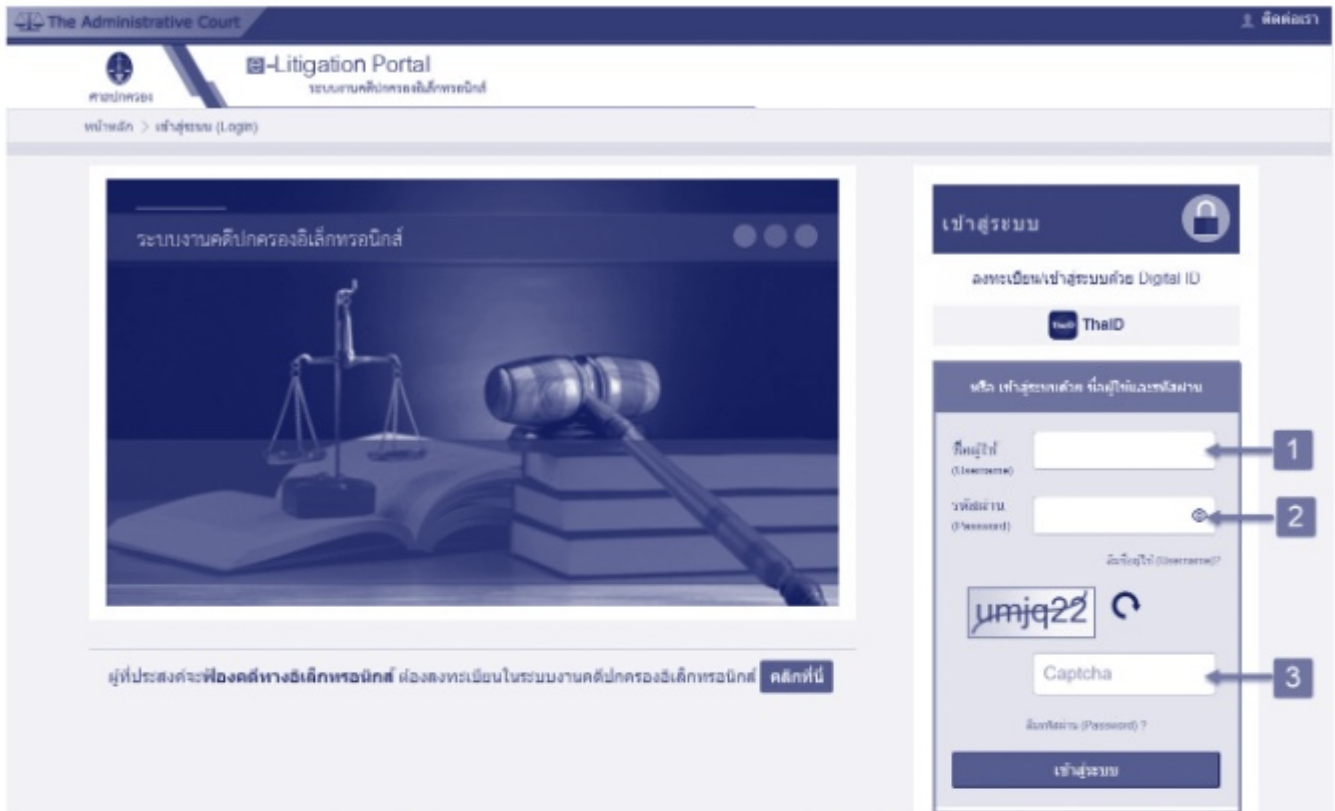 The Administrative Court
ติดต่อเรา
e-Litigation Portal
ระบบงานคดีปกครองอิเล็กทรอนิกส์
ศาลปกครอง
หน้าหลัก > เข้าสู่ระบบ (Login)
ระบบงานคดีปกครองอิเล็กทรอนิกส์
เข้าสู่ระบบ
ลงทะเบียน/เข้าสู่ระบบด้วย Digital ID
ThaID ThaID
หรือ เข้าสู่ระบบด้วย ชื่อผู้ใช้และรหัสผ่าน
ชื่อผู้ใช้
(Username)
1
รหัสผ่าน
(Password)
2
ลืมชื่อผู้ใช้ (Username)?
umjq22
Captcha
3
ลืมรหัสผ่าน (Password) ?
เข้าสู่ระบบ
ผู้ที่ประสงค์จะฟ้องคดีทางอิเล็กทรอนิกส์ ต้องลงทะเบียนในระบบงานคดีปกครองอิเล็กทรอนิกส์ คลิกที่นี่